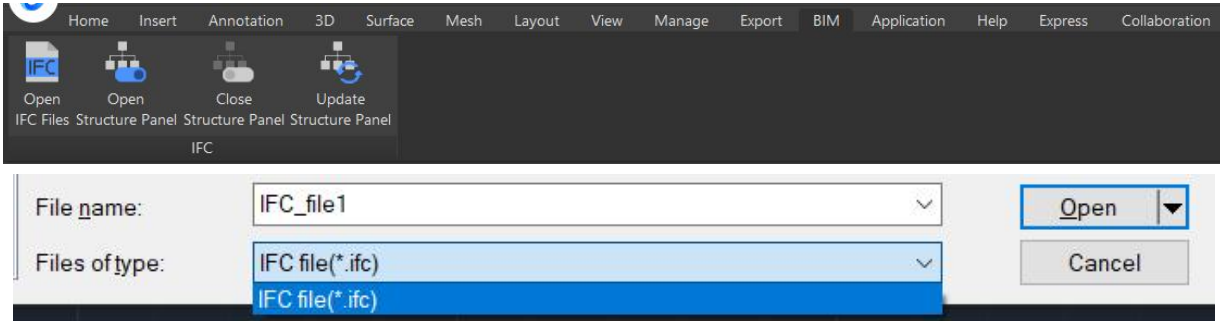 Home Insert Annotation 3D Surface Mesh Layout View Manage Export BIM Application Help Express Collaboration
IFC
Open Open Close Update
IFC Files Structure Panel Structure Panel Structure Panel
IFC
File name: IFC_file1 Open
Files of type: IFC file(*.ifc) Cancel
IFC file(*.ifc)